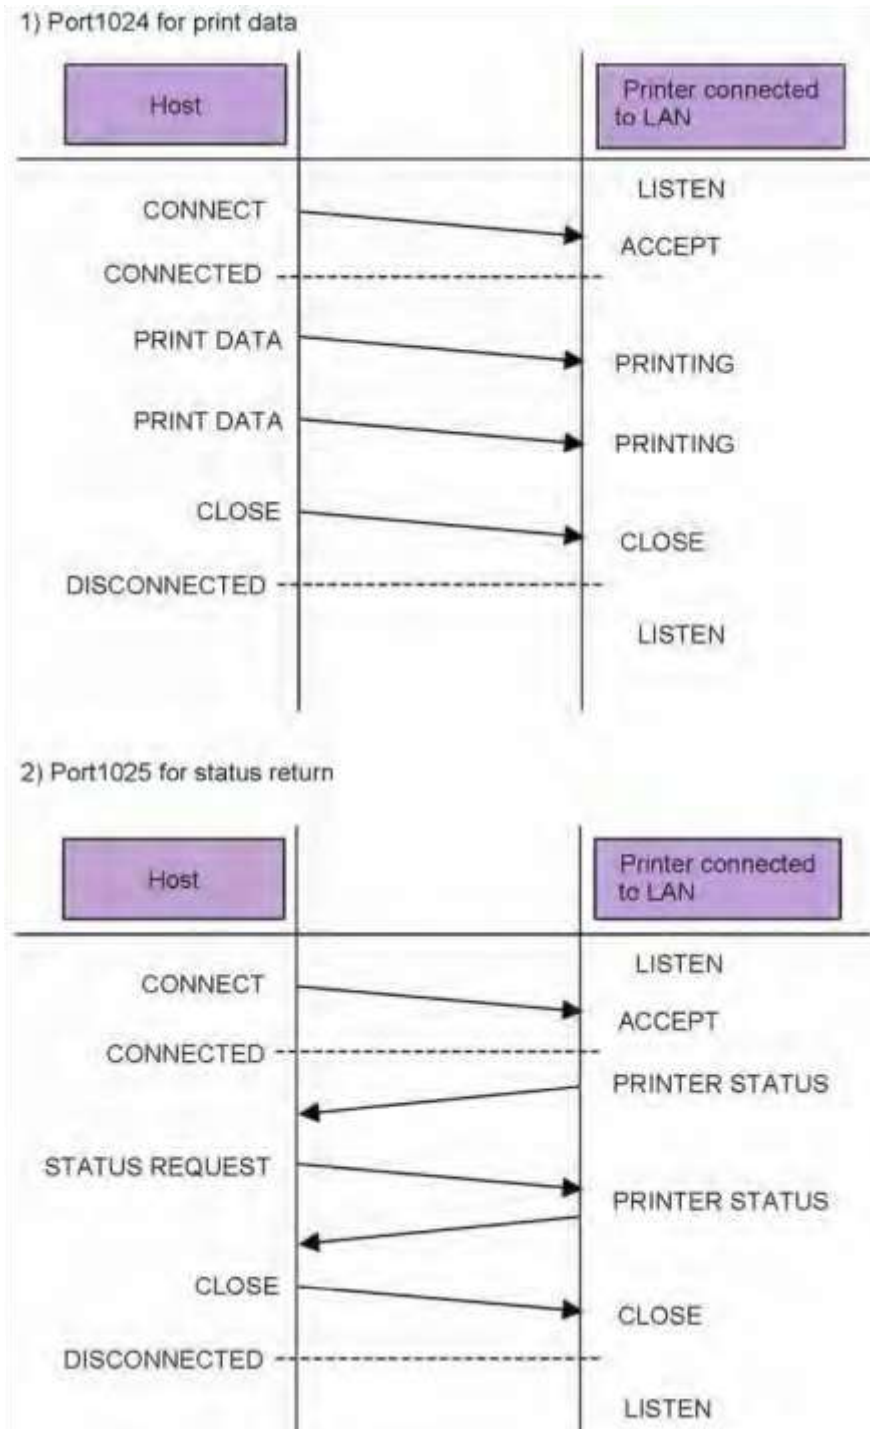 1) Port1024 for print data
Host
Printer connected
to LAN
LISTEN
CONNECT
ACCEPT
CONNECTED
PRINT DATA
PRINTING
PRINT DATA
PRINTING
CLOSE
CLOSE
DISCONNECTED
LISTEN
2) Port1025 for status return
Host
Printer connected
to LAN
LISTEN
CONNECT
ACCEPT
CONNECTED
PRINTER STATUS
STATUS REQUEST
PRINTER STATUS
CLOSE
CLOSE
DISCONNECTED
LISTEN